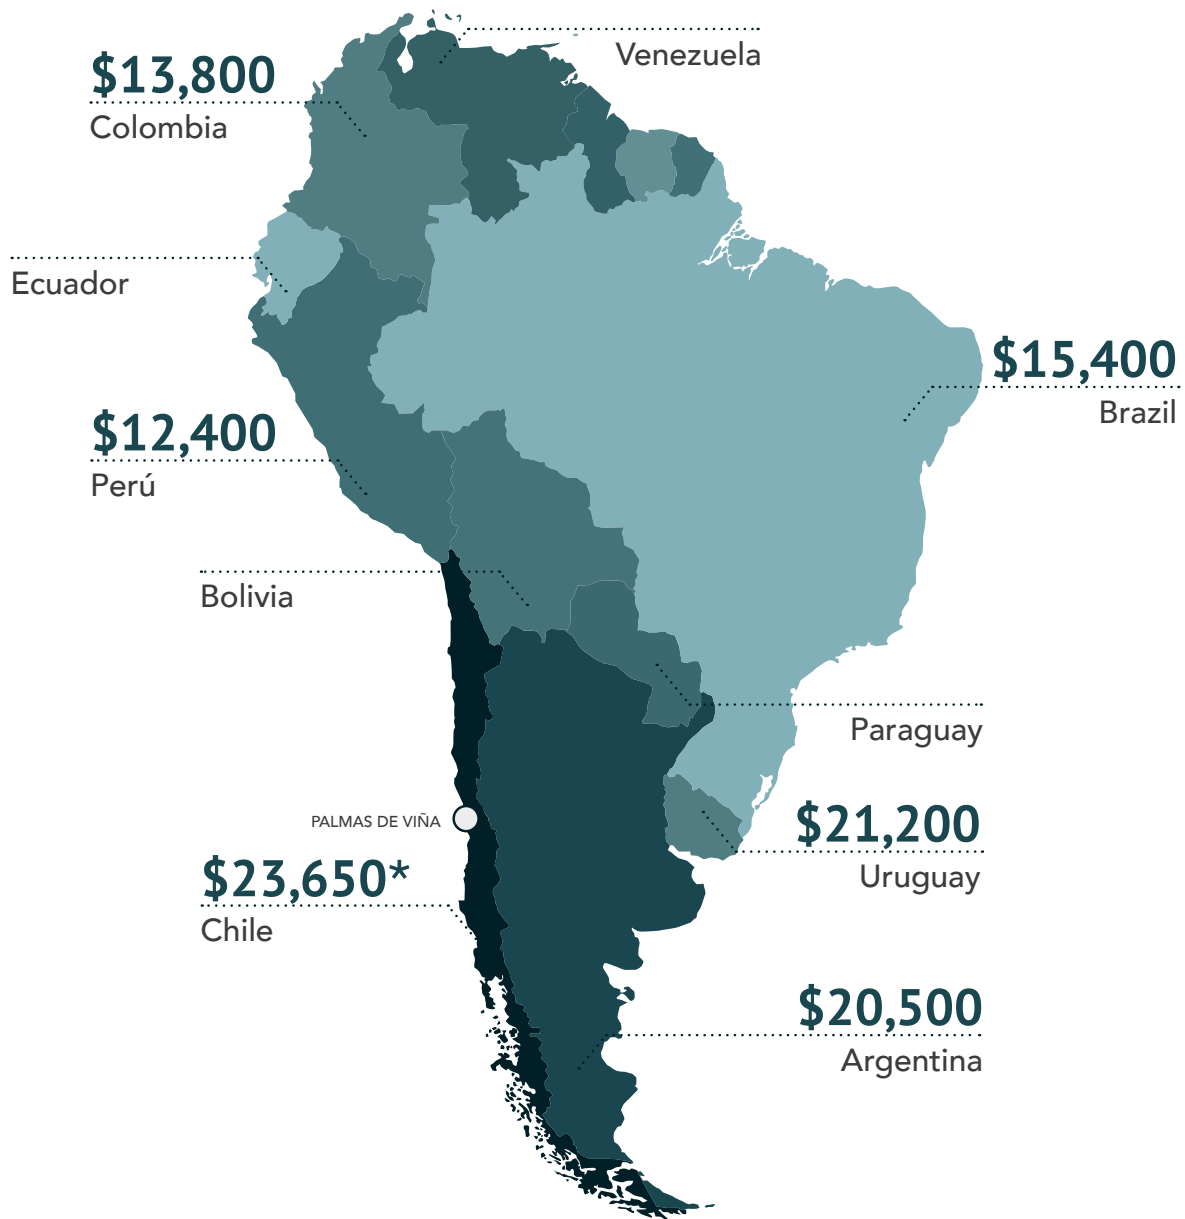 Venezuela
$13,800
Colombia
Ecuador
$15,400
Brazil
$12,400
Perú
Bolivia
Paraguay
PALMAS DE VIÑA
$21,200
Uruguay
$23,650*
Chile
$20,500
Argentina